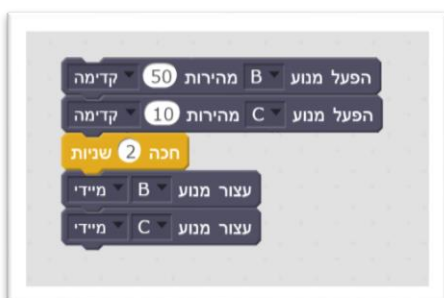 הפעל מנוע B מהירות 50 קדימה
הפעל מנוע C מהירות 10 קדימה
חכה 2 שניות
עצור מנוע B מיידי
עצור מנוע C מיידי